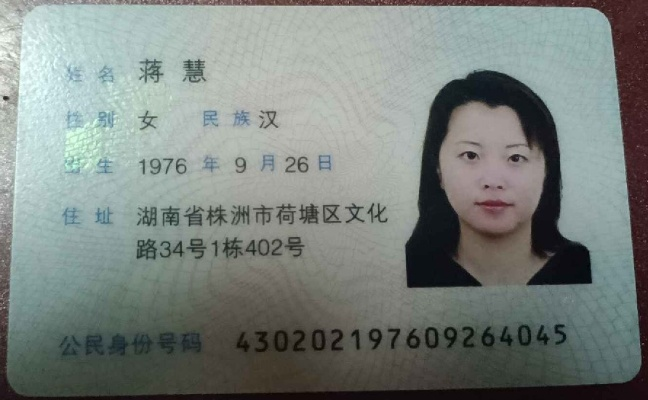 姓名 蒋慧
性别 女 民族 汉
出生 1976 年 9 月 26 日
住址 湖南省株洲市荷塘区文化
路34号1栋402号
公民身份号码 430202197609264045